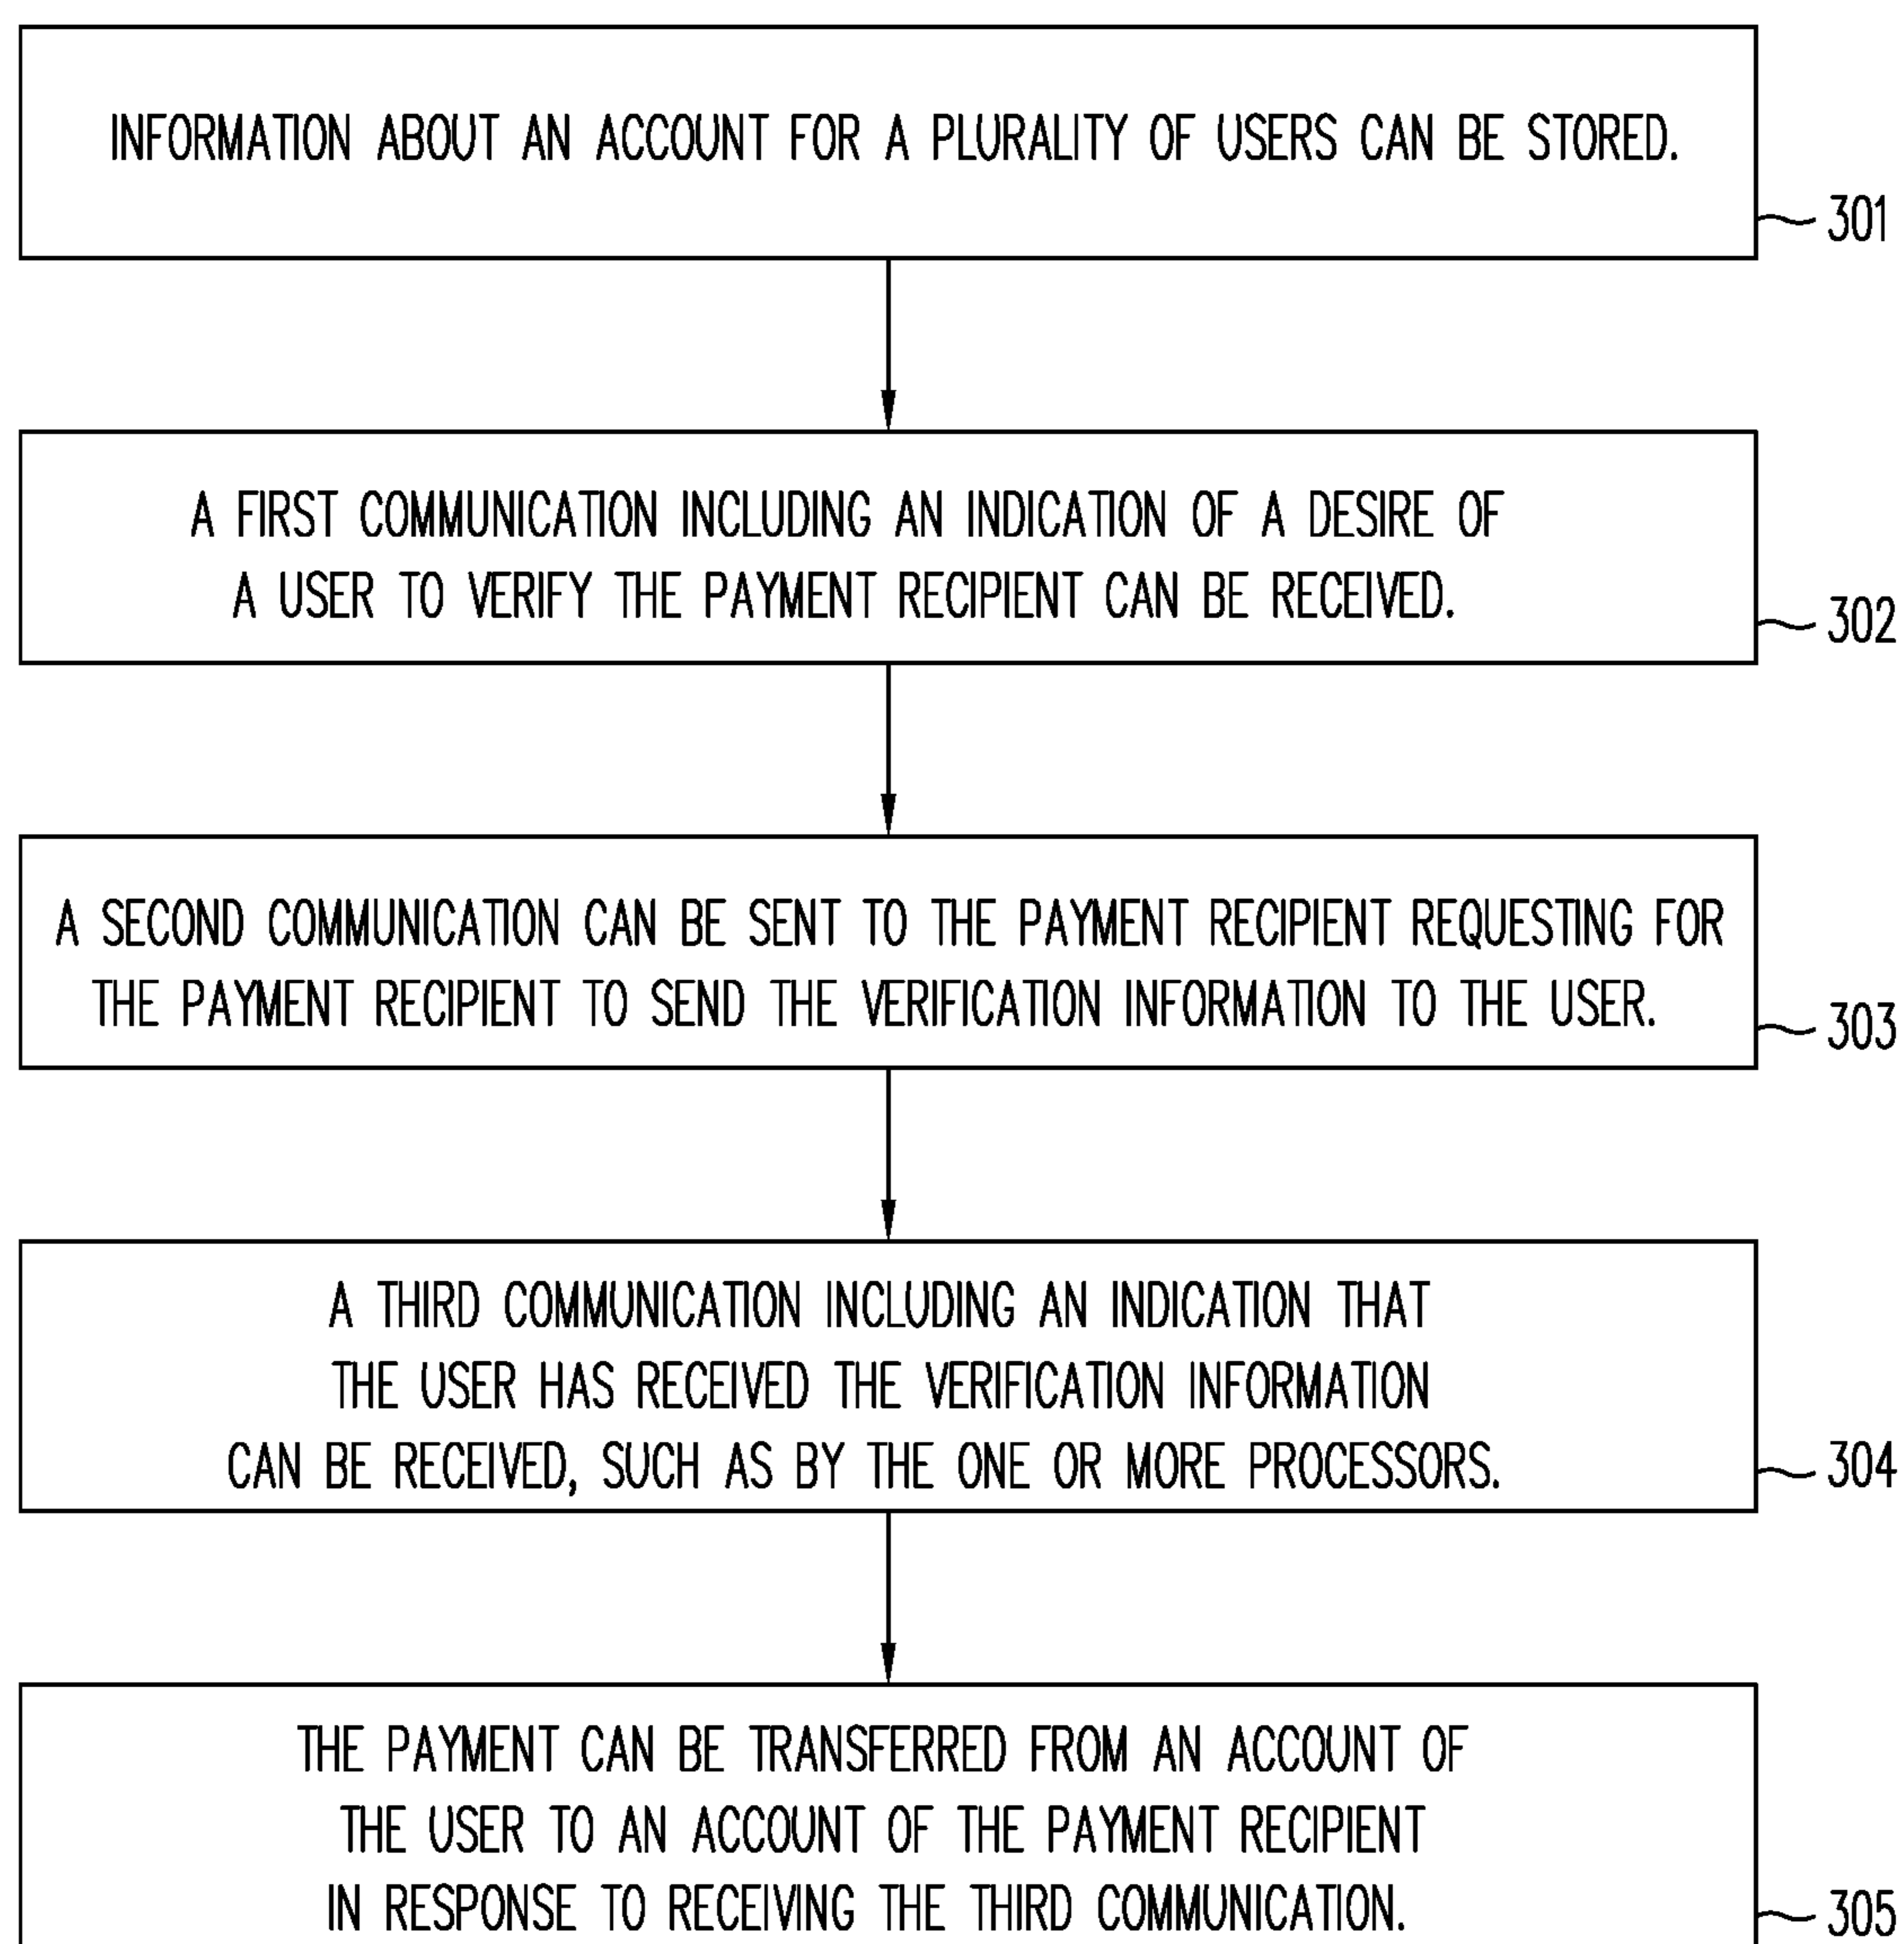 INFORMATION ABOUT AN ACCOUNT FOR A PLURALITY OF USERS CAN BE STORED.
301
A FIRST COMMUNICATION INCLUDING AN INDICATION OF A DESIRE OF
A USER TO VERIFY THE PAYMENT RECIPIENT CAN BE RECEIVED.
302
A SECOND COMMUNICATION CAN BE SENT TO THE PAYMENT RECIPIENT REQUESTING FOR
THE PAYMENT RECIPIENT TO SEND THE VERIFICATION INFORMATION TO THE USER.
303
A THIRD COMMUNICATION INCLUDING AN INDICATION THAT
THE USER HAS RECEIVED THE VERIFICATION INFORMATION
CAN BE RECEIVED, SUCH AS BY THE ONE OR MORE PROCESSORS.
304
THE PAYMENT CAN BE TRANSFERRED FROM AN ACCOUNT OF
THE USER TO AN ACCOUNT OF THE PAYMENT RECIPIENT
IN RESPONSE TO RECEIVING THE THIRD COMMUNICATION.
305